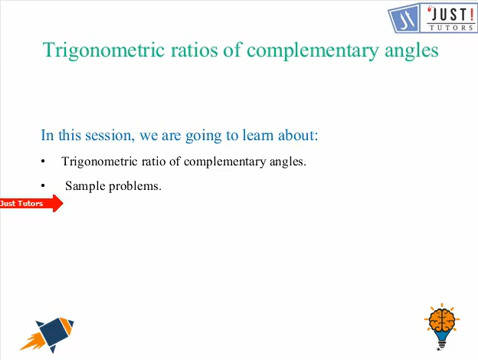 "JUST!
TUTORS
Trigonometric ratios of complementary angles
In this session, we are going to learn about:
• Trigonometric ratio of complementary angles.
• Sample problems.
Just Tutors